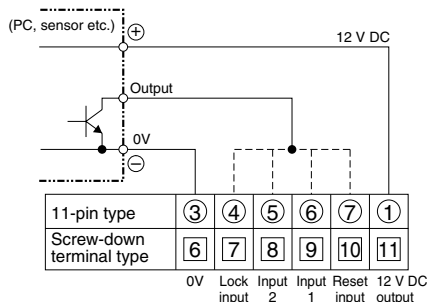 (PC, sensor etc.)
⊕
12 V DC
Output
0V
⊖
11-pin type ③ ④ ⑤ ⑥ ⑦ ①
Screw-down terminal type 6 7 8 9 10 11
0V Lock input Input 2 Input 1 Reset input 12 V DC output